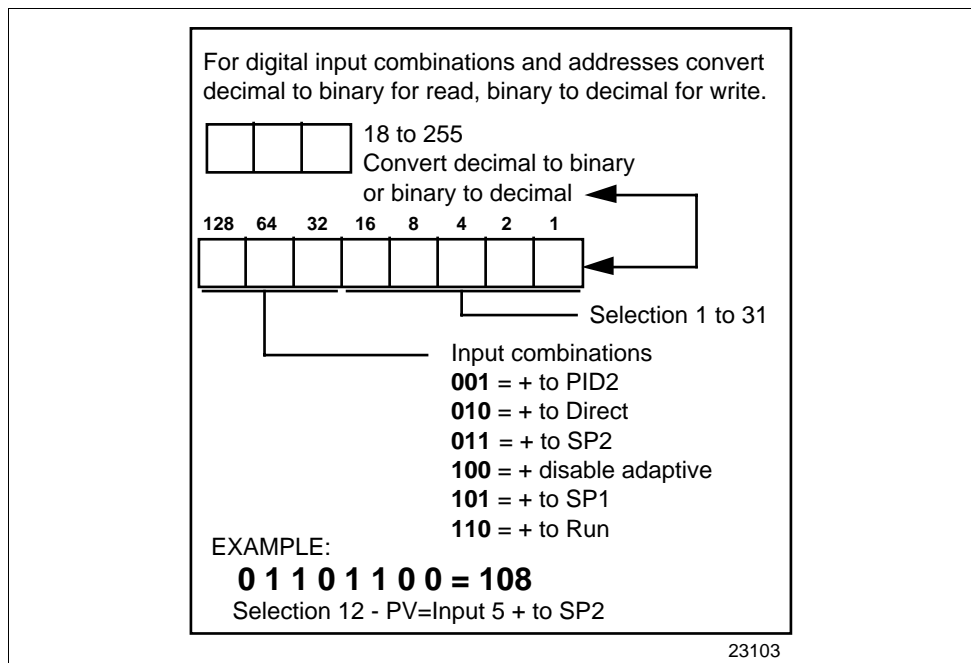 For digital input combinations and addresses convert
decimal to binary for read, binary to decimal for write.
18 to 255
Convert decimal to binary
or binary to decimal
128 64 32 16 8 4 2 1
Selection 1 to 31
Input combinations
001 = + to PID2
010 = + to Direct
011 = + to SP2
100 = + disable adaptive
101 = + to SP1
110 = + to Run
EXAMPLE:
0 1 1 0 1 1 0 0 = 108
Selection 12 - PV=Input 5 + to SP2
23103